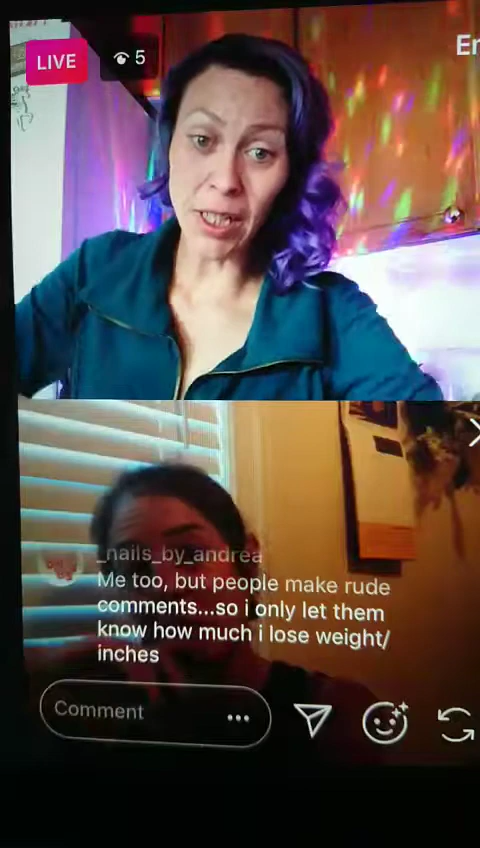 LIVE
5
En
_nails_by_andrea
Me too, but people make rude
comments...so i only let them
know how much i lose weight/
inches
Comment